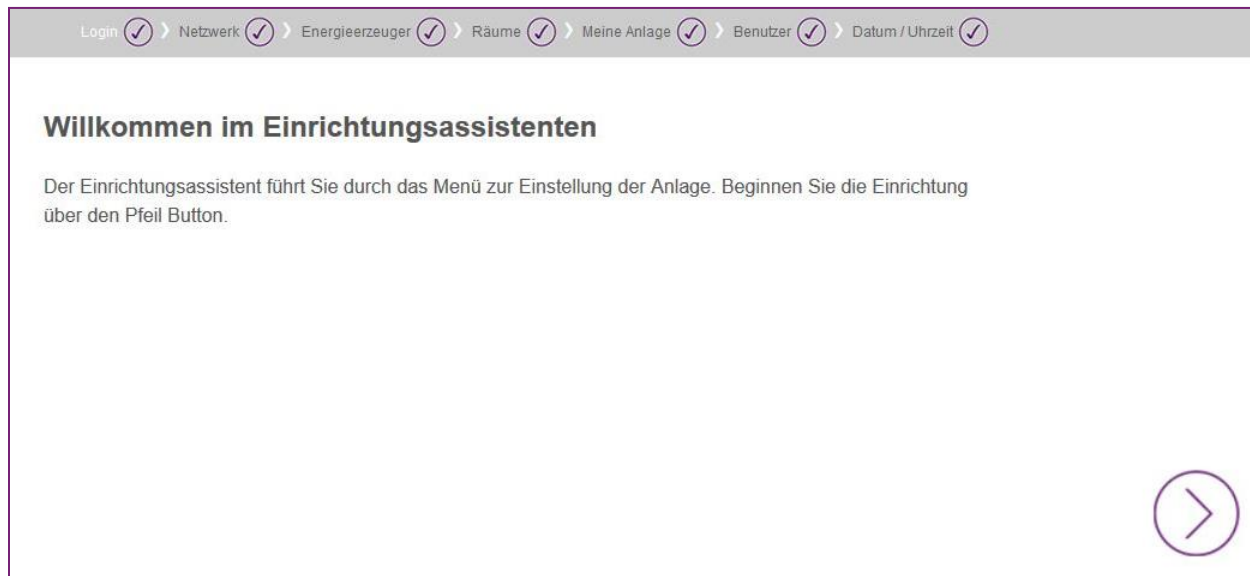 Login Netzwerk Energieerzeuger Räume Meine Anlage Benutzer Datum / Uhrzeit
Willkommen im Einrichtungsassistenten
Der Einrichtungsassistent führt Sie durch das Menü zur Einstellung der Anlage. Beginnen Sie die Einrichtung
über den Pfeil Button.